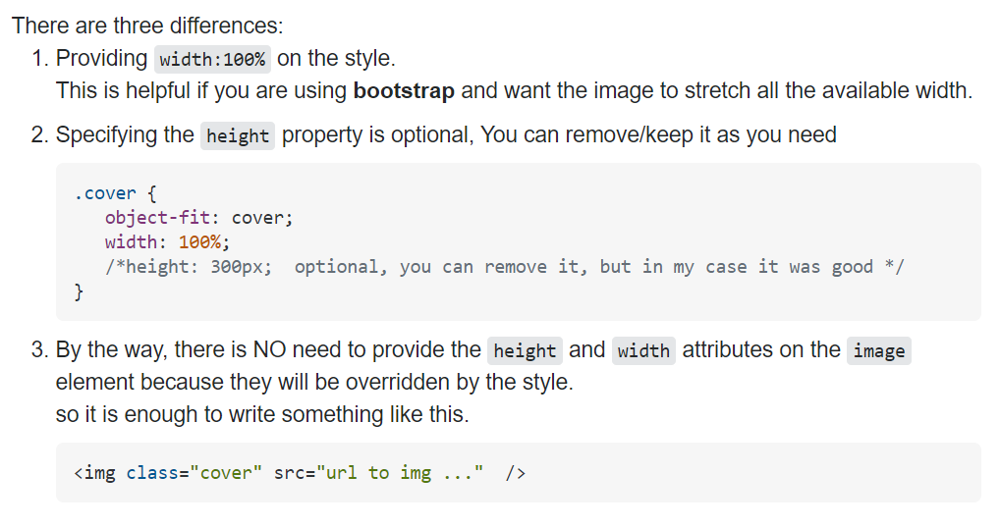 There are three differences:
1. Providing width:100% on the style.
This is helpful if you are using bootstrap and want the image to stretch all the available width.
2. Specifying the height property is optional, You can remove/keep it as you need
.cover {
   object-fit: cover;
   width: 100%;
   /*height: 300px;  optional, you can remove it, but in my case it was good */
}
3. By the way, there is NO need to provide the height and width attributes on the image
element because they will be overridden by the style.
so it is enough to write something like this.
<img class="cover" src="url to img ..."  />